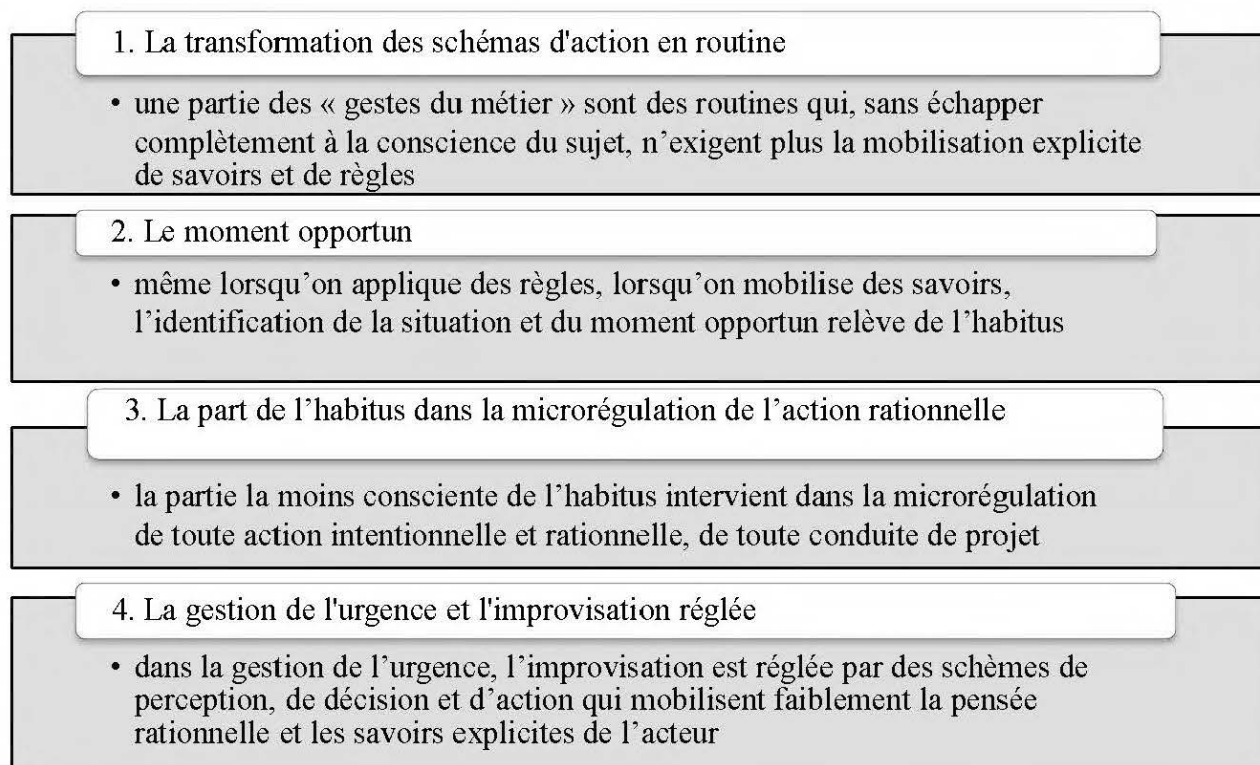 1. La transformation des schémas d'action en routine
• une partie des « gestes du métier » sont des routines qui, sans échapper
complètement à la conscience du sujet, n’exigent plus la mobilisation explicite
de savoirs et de règles
2. Le moment opportun
• même lorsqu’on applique des règles, lorsqu’on mobilise des savoirs,
l’identification de la situation et du moment opportun relève de l’habitus
3. La part de l’habitus dans la microrégulation de l’action rationnelle
• la partie la moins consciente de l’habitus intervient dans la microrégulation
de toute action intentionnelle et rationnelle, de toute conduite de projet
4. La gestion de l'urgence et l'improvisation réglée
• dans la gestion de l’urgence, l’improvisation est réglée par des schèmes de
perception, de décision et d’action qui mobilisent faiblement la pensée
rationnelle et les savoirs explicites de l’acteur